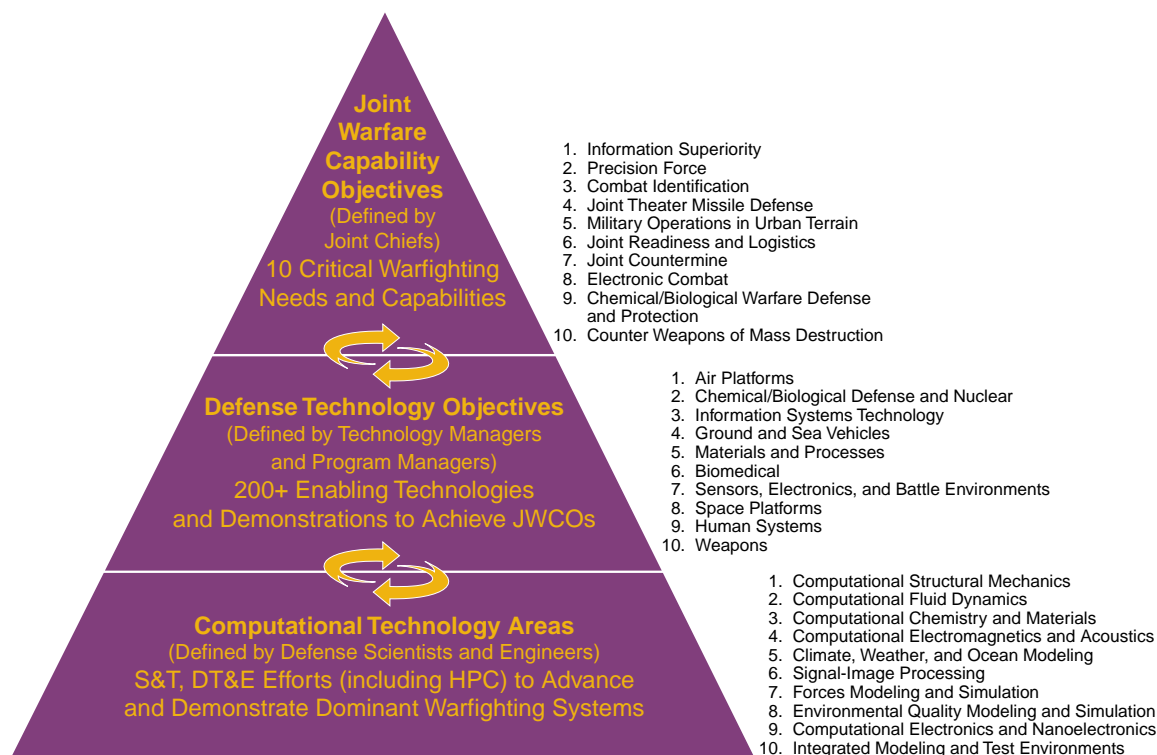 Joint
Warfare
Capability
Objectives
(Defined by
Joint Chiefs)
10 Critical Warfighting
Needs and Capabilities
1. Information Superiority
2. Precision Force
3. Combat Identification
4. Joint Theater Missile Defense
5. Military Operations in Urban Terrain
6. Joint Readiness and Logistics
7. Joint Countermine
8. Electronic Combat
9. Chemical/Biological Warfare Defense
and Protection
10. Counter Weapons of Mass Destruction
Defense Technology Objectives
(Defined by Technology Managers
and Program Managers)
200+ Enabling Technologies
and Demonstrations to Achieve JWCOs
1. Air Platforms
2. Chemical/Biological Defense and Nuclear
3. Information Systems Technology
4. Ground and Sea Vehicles
5. Materials and Processes
6. Biomedical
7. Sensors, Electronics, and Battle Environments
8. Space Platforms
9. Human Systems
10. Weapons
Computational Technology Areas
(Defined by Defense Scientists and Engineers)
S&T, DT&E Efforts (including HPC) to Advance
and Demonstrate Dominant Warfighting Systems
1. Computational Structural Mechanics
2. Computational Fluid Dynamics
3. Computational Chemistry and Materials
4. Computational Electromagnetics and Acoustics
5. Climate, Weather, and Ocean Modeling
6. Signal-Image Processing
7. Forces Modeling and Simulation
8. Environmental Quality Modeling and Simulation
9. Computational Electronics and Nanoelectronics
10. Integrated Modeling and Test Environments